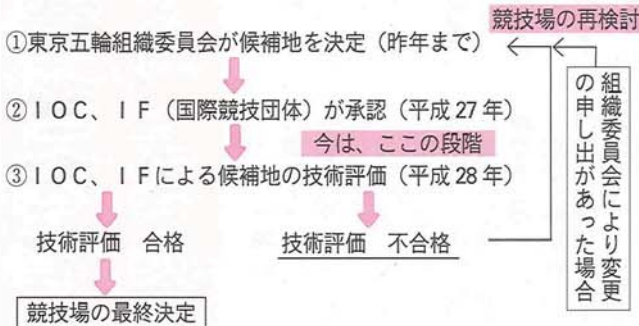 競技場の再検討
①東京五輪組織委員会が候補地を決定（昨年まで）
②ＩＯＣ、ＩＦ（国際競技団体）が承認（平成27年）
今は、ここの段階
③ＩＯＣ、ＩＦによる候補地の技術評価（平成28年）
技術評価　合格
技術評価　不合格
競技場の最終決定
組織委員会により変更
の申し出があった場合